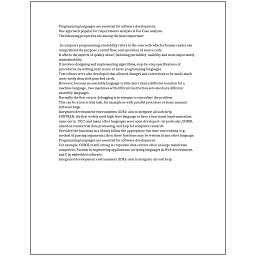 Programming languages are essential for software development.
One approach popular for requirements analysis is Use Case analysis.
The following properties are among the most important:
In computer programming, readability refers to the ease with which a human reader can
comprehend the purpose, control flow, and operation of source code.
It affects the aspects of quality above, including portability, usability and most importantly
maintainability.
It involves designing and implementing algorithms, step-by-step specifications of
procedures, by writing code in one or more programming languages.
Text editors were also developed that allowed changes and corrections to be made much
more easily than with punched cards.
However, because an assembly language is little more than a different notation for a
machine language, two machines with different instruction sets also have different
assembly languages.
Normally the first step in debugging is to attempt to reproduce the problem.
This can be a non-trivial task, for example as with parallel processes or some unusual
software bugs.
Integrated development environments (IDEs) aim to integrate all such help.
FORTRAN, the first widely used high-level language to have a functional implementation,
came out in 1957, and many other languages were soon developed—in particular, COBOL
aimed at commercial data processing, and Lisp for computer research.
Provided the functions in a library follow the appropriate run-time conventions (e.g.,
method of passing arguments), then these functions may be written in any other language.
Programming languages are essential for software development.
For example, COBOL is still strong in corporate data centers often on large mainframe
computers, Fortran in engineering applications, scripting languages in Web development,
and C in embedded software.
Integrated development environments (IDEs) aim to integrate all such help.